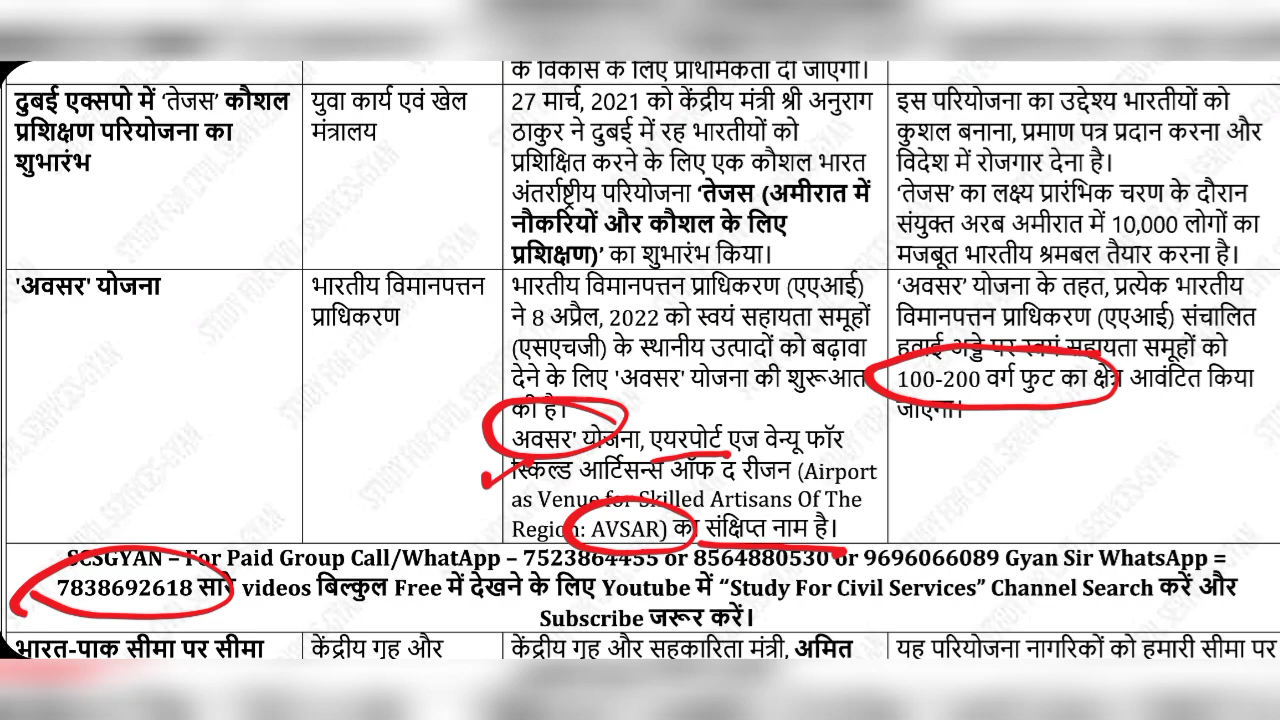 के विकास के लिए प्राथमिकता दी जाएगी।
दुबई एक्सपो में ‘तेजस’ कौशल
प्रशिक्षण परियोजना का
शुभारंभ
युवा कार्य एवं खेल
मंत्रालय
27 मार्च, 2021 को केंद्रीय मंत्री श्री अनुराग
ठाकुर ने दुबई में रह भारतीयों को
प्रशिक्षित करने के लिए एक कौशल भारत
अंतर्राष्ट्रीय परियोजना ‘तेजस (अमीरात में
नौकरियों और कौशल के लिए
प्रशिक्षण)’ का शुभारंभ किया।
इस परियोजना का उद्देश्य भारतीयों को
कुशल बनाना, प्रमाण पत्र प्रदान करना और
विदेश में रोजगार देना है।
‘तेजस’ का लक्ष्य प्रारंभिक चरण के दौरान
संयुक्त अरब अमीरात में 10,000 लोगों का
मजबूत भारतीय श्रमबल तैयार करना है।
'अवसर' योजना
भारतीय विमानपत्तन
प्राधिकरण
भारतीय विमानपत्तन प्राधिकरण (एएआई)
ने 8 अप्रैल, 2022 को स्वयं सहायता समूहों
(एसएचजी) के स्थानीय उत्पादों को बढ़ावा
देने के लिए 'अवसर' योजना की शुरूआत
की है।
अवसर' योजना, एयरपोर्ट एज वेन्यू फॉर
स्किल्ड आर्टिसन्स ऑफ द रीजन (Airport
as Venue for Skilled Artisans Of The
Region: AVSAR) का संक्षिप्त नाम है।
‘अवसर’ योजना के तहत, प्रत्येक भारतीय
विमानपत्तन प्राधिकरण (एएआई) संचालित
हवाई अड्डे पर स्वयं सहायता समूहों को
100-200 वर्ग फुट का क्षेत्र आवंटित किया
जाएगा।
SCSGYAN – For Paid Group Call/WhatApp – 7523864455 or 8564880530 or 9696066089 Gyan Sir WhatsApp =
7838692618 सारे videos बिल्कुल Free में देखने के लिए Youtube में “Study For Civil Services” Channel Search करें और
Subscribe जरूर करें।
भारत-पाक सीमा पर सीमा
केंद्रीय गृह और
केंद्रीय गृह और सहकारिता मंत्री, अमित
यह परियोजना नागरिकों को हमारी सीमा पर